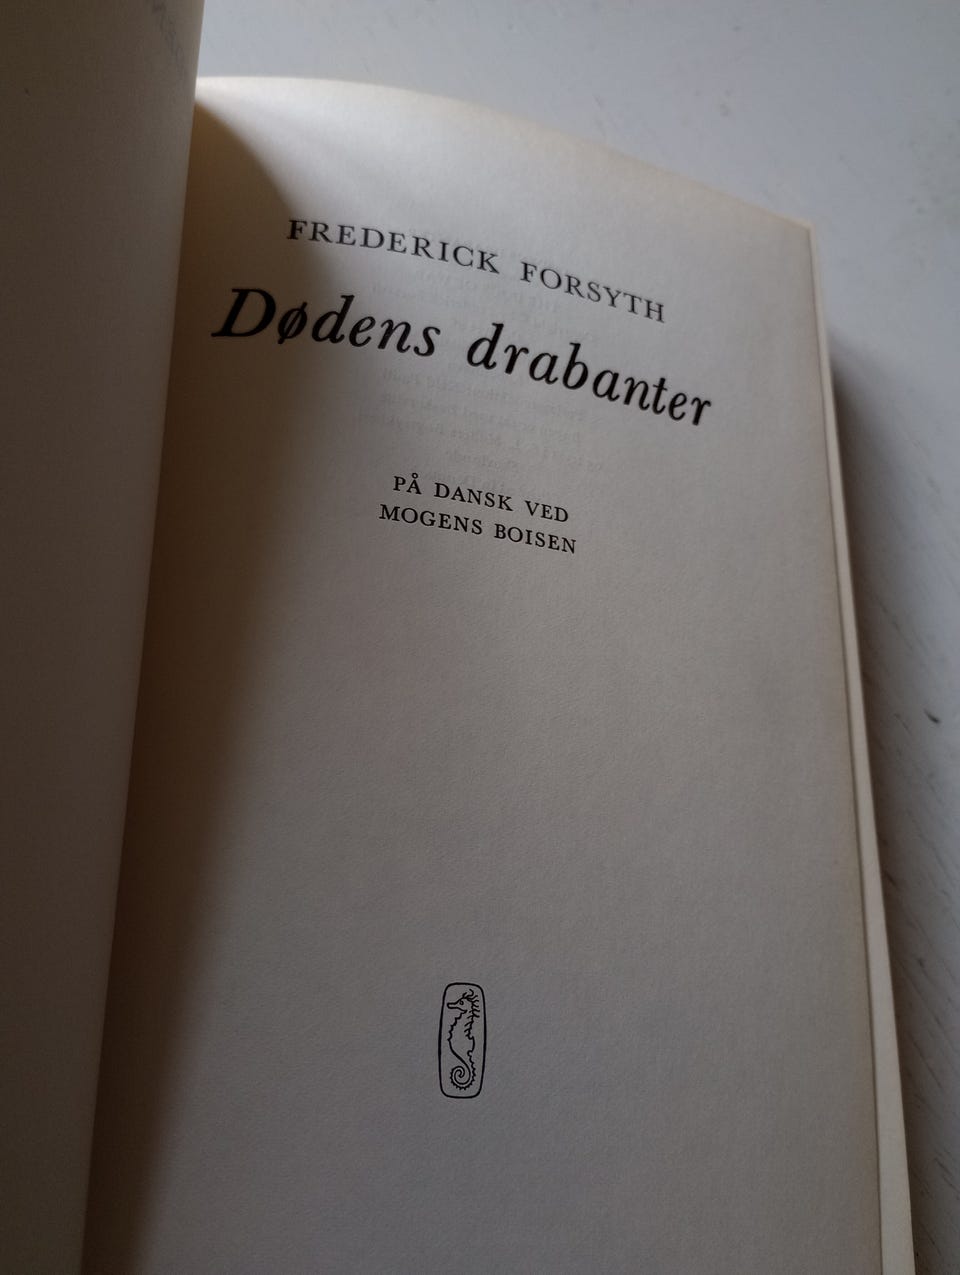 FREDERICK FORSYTH
Dødens drabanter
PÅ DANSK VED
MOGENS BOISEN